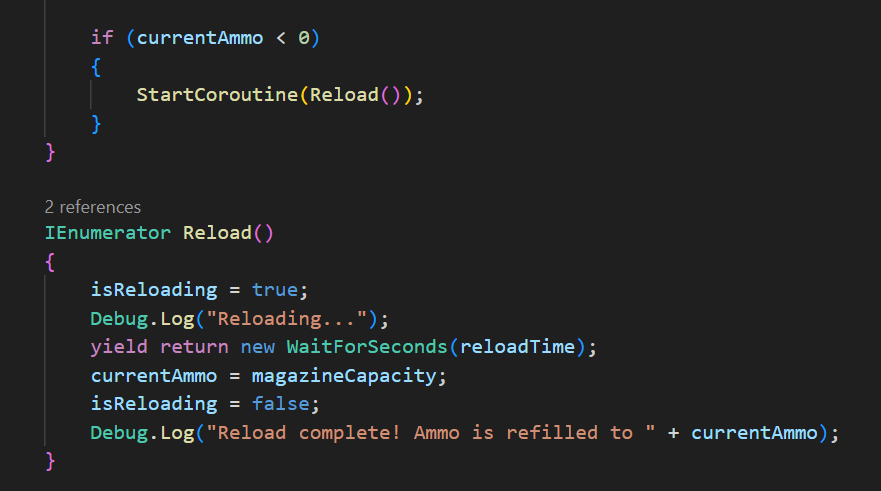 if (currentAmmo < 0)
{
StartCoroutine(Reload());
}
}
2 references
IEnumerator Reload()
{
isReloading = true;
Debug.Log("Reloading...");
yield return new WaitForSeconds(reloadTime);
currentAmmo = magazineCapacity;
isReloading = false;
Debug.Log("Reload complete! Ammo is refilled to " + currentAmmo);
}